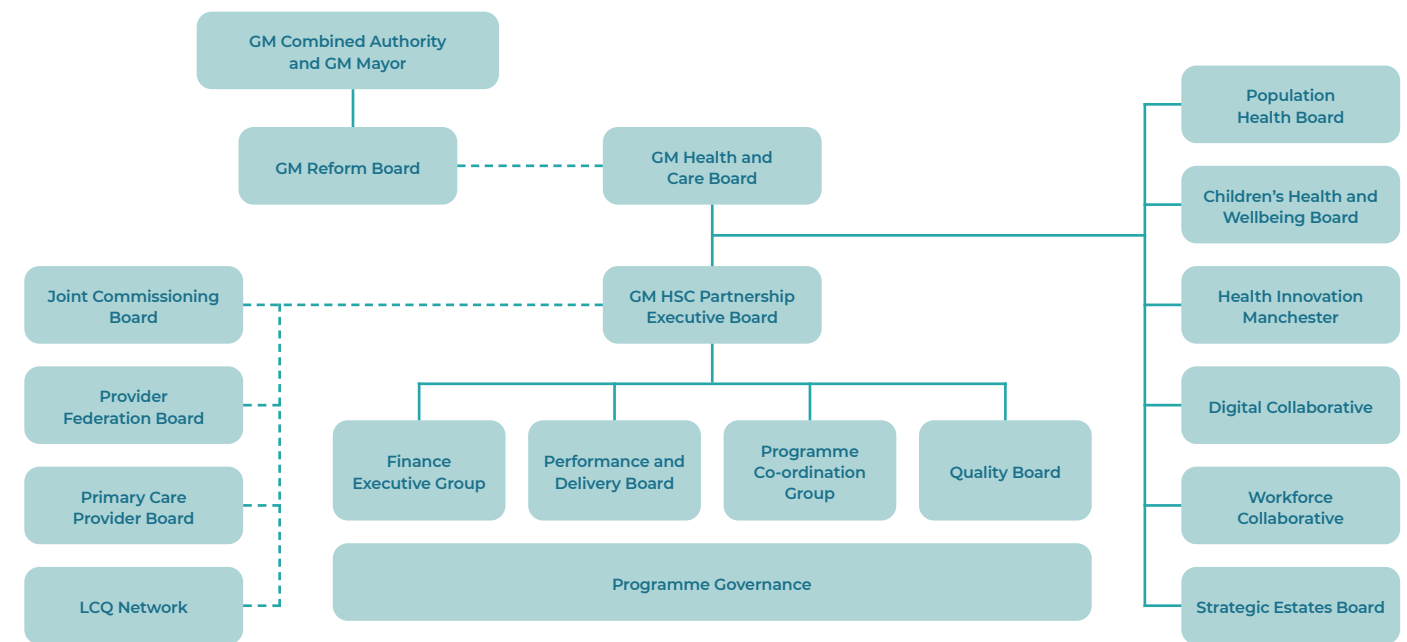 GM Combined Authority
and GM Mayor
GM Reform Board
GM Health and
Care Board
Population
Health Board
Children’s Health and
Wellbeing Board
Joint Commissioning
Board
GM HSC Partnership
Executive Board
Health Innovation
Manchester
Provider
Federation Board
Digital Collaborative
Finance
Executive Group
Performance and
Delivery Board
Programme
Co-ordination
Group
Quality Board
Primary Care
Provider Board
Workforce
Collaborative
LCQ Network
Programme Governance
Strategic Estates Board